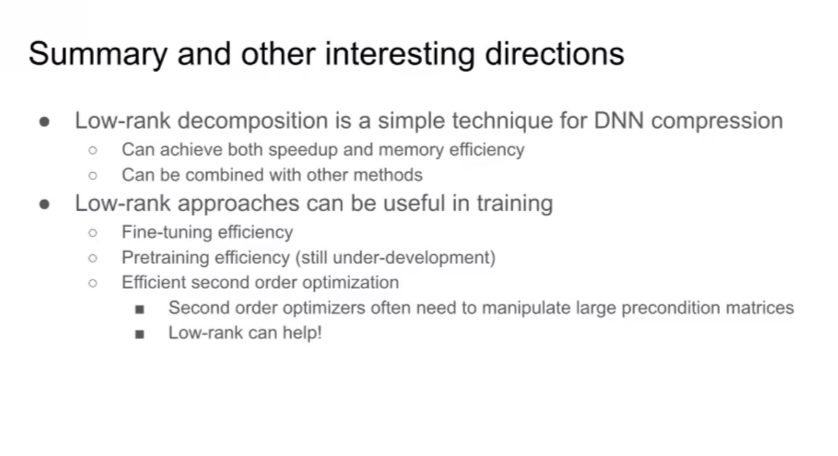 Summary and other interesting directions
● Low-rank decomposition is a simple technique for DNN compression
○ Can achieve both speedup and memory efficiency
○ Can be combined with other methods
● Low-rank approaches can be useful in training
○ Fine-tuning efficiency
○ Pretraining efficiency (still under-development)
○ Efficient second order optimization
■ Second order optimizers often need to manipulate large precondition matrices
■ Low-rank can help!